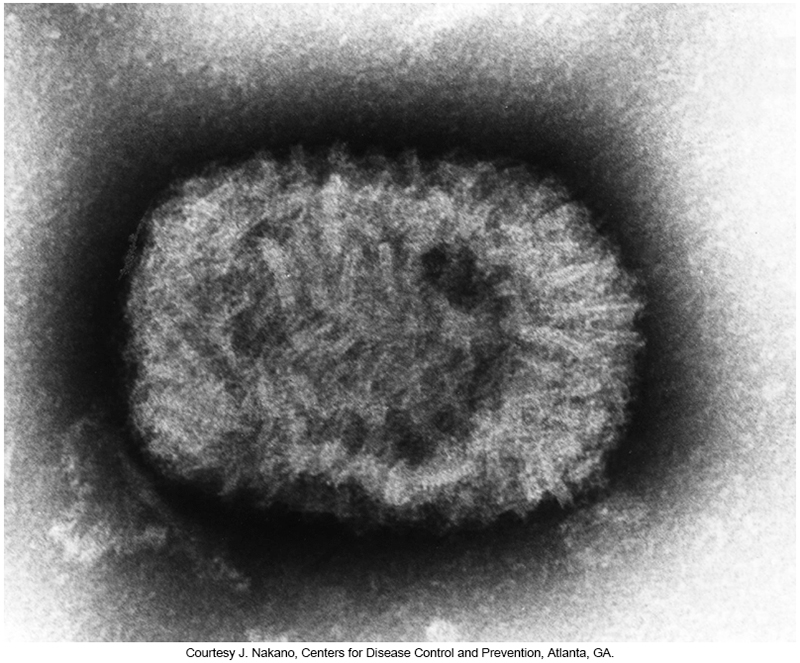 Courtesy J. Nakano, Centers for Disease Control and Prevention, Atlanta, GA.